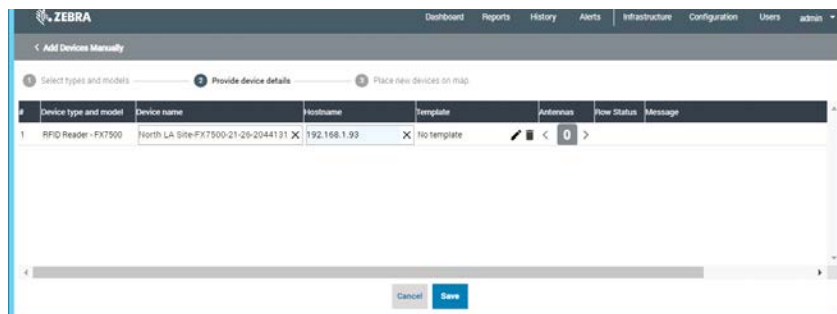 ZEBRA Dashboard Reports History Alerts Infrastructure Configuration Users admin
< Add Devices Manually
1 Select types and models 2 Provide device details 3 Place new devices on map
# Device type and model Device name Hostname Template Antennas Row Status Message
1 RFID Reader - FX7500 North LA Site-FX7500-21-26-2044131 X 192.168.1.93 X No template < 0 >
Cancel Save